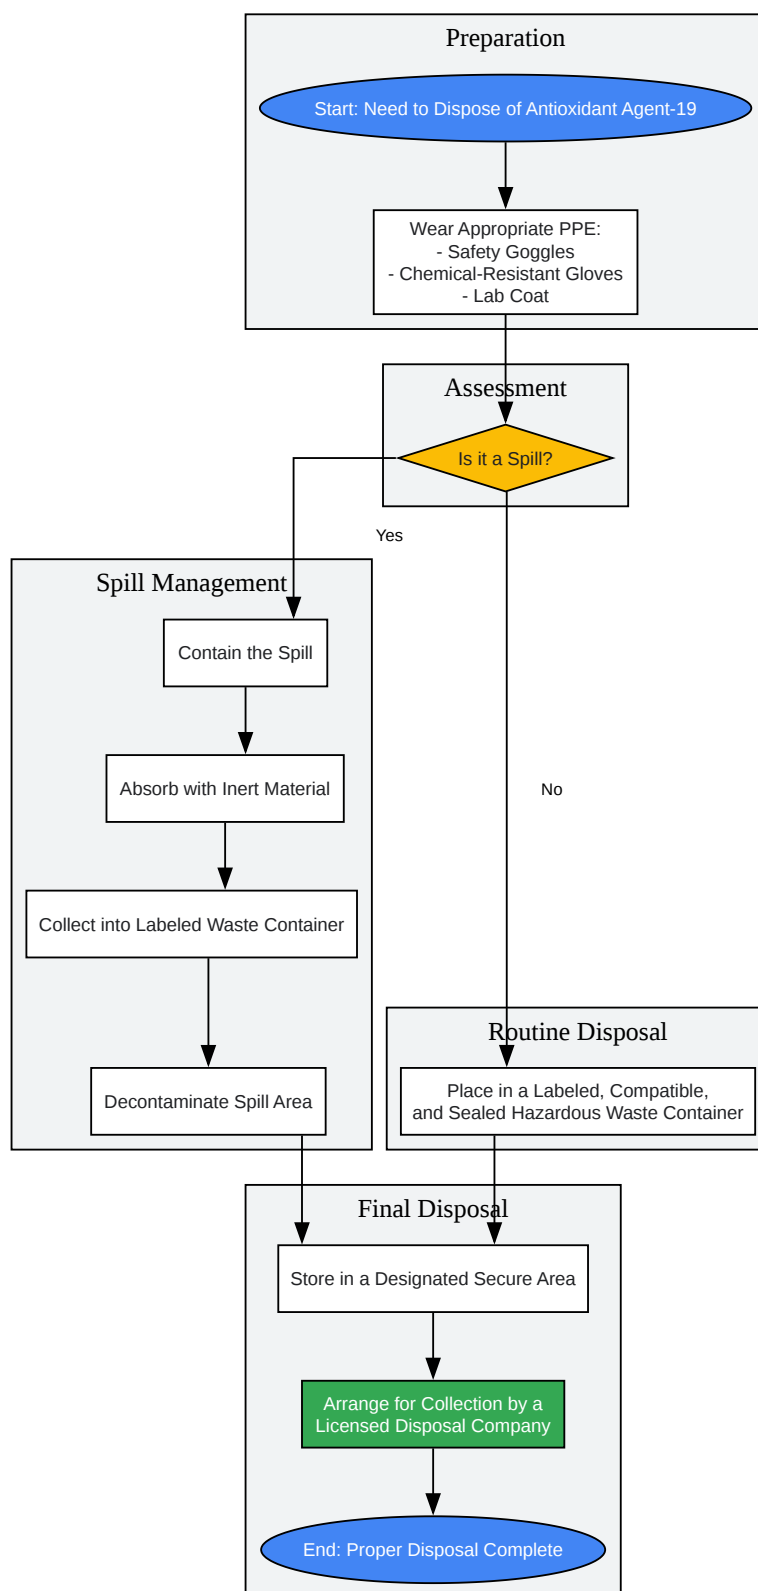 Preparation
Start: Need to Dispose of Antioxidant Agent-19
Wear Appropriate PPE:
- Safety Goggles
- Chemical-Resistant Gloves
- Lab Coat
Assessment
Is it a Spill?
Yes
Spill Management
Contain the Spill
Absorb with Inert Material
No
Collect into Labeled Waste Container
Decontaminate Spill Area
Routine Disposal
Place in a Labeled, Compatible,
and Sealed Hazardous Waste Container
Final Disposal
Store in a Designated Secure Area
Arrange for Collection by a
Licensed Disposal Company
End: Proper Disposal Complete